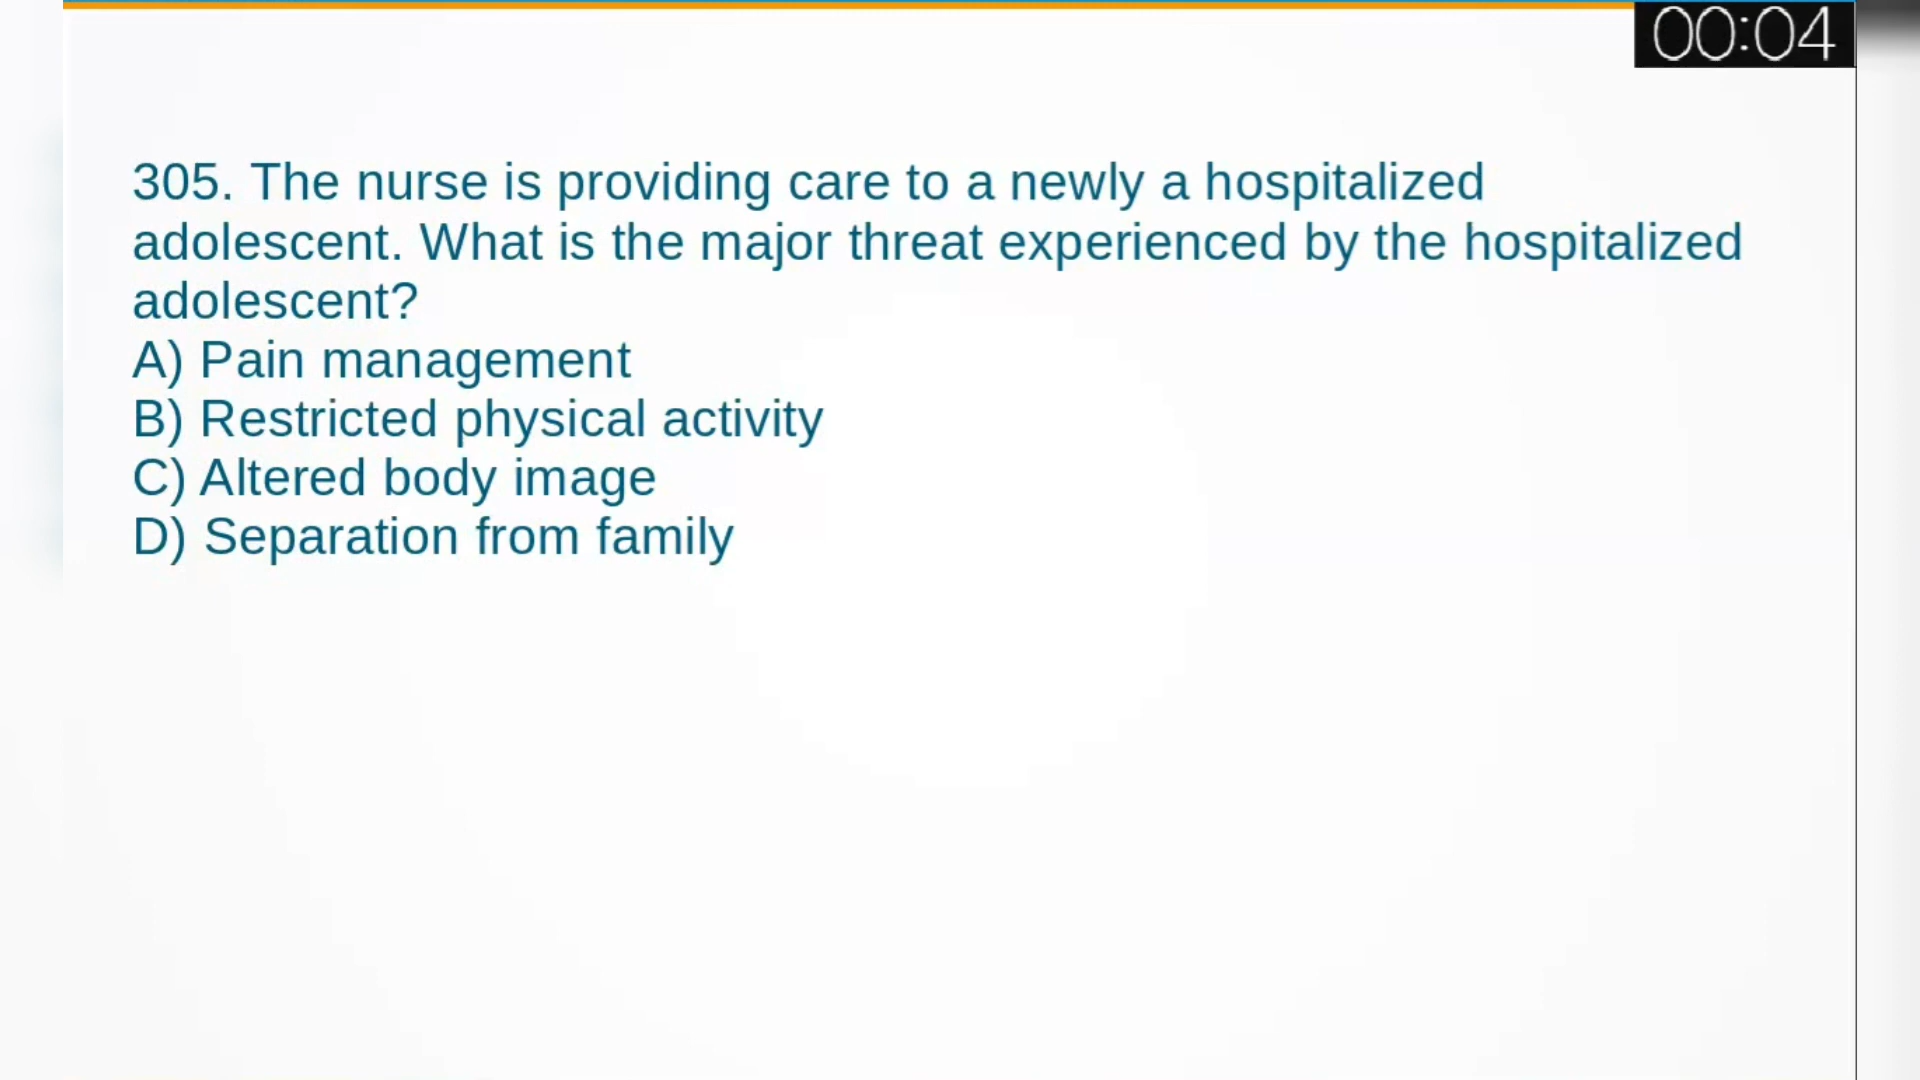 00:04
305. The nurse is providing care to a newly a hospitalized
adolescent. What is the major threat experienced by the hospitalized
adolescent?
A) Pain management
B) Restricted physical activity
C) Altered body image
D) Separation from family